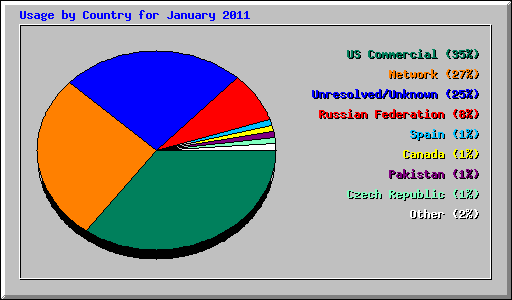 Usage by Country for January 2011
US Commercial (35%)
Network (27%)
Unresolved/Unknown (25%)
Russian Federation (8%)
Spain (1%)
Canada (1%)
Pakistan (1%)
Czech Republic (1%)
Other (2%)